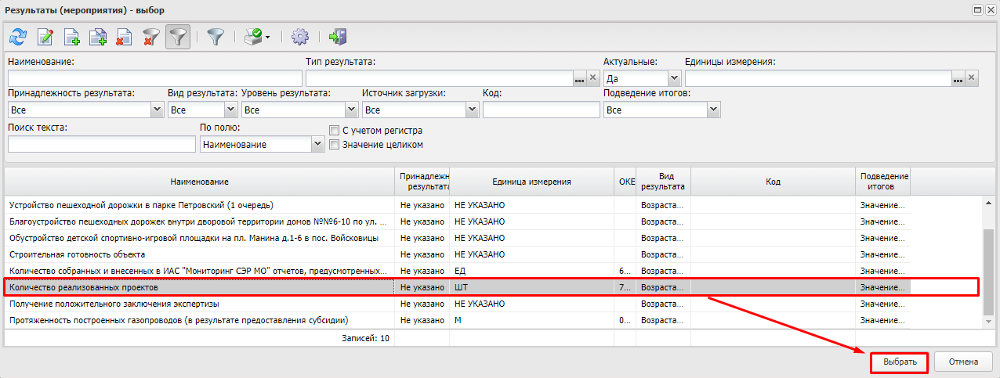 Результаты (мероприятия) - выбор
Наименование: Тип результата: Актуальные: Единицы измерения:
Да
Принадлежность результата: Вид результата: Уровень результата: Источник загрузки: Код: Подведение итогов:
Все Все Все Все Все
Поиск текста: По полю: С учетом регистра
Наименование Значение целиком
Наименование Принадлежн результата Единица измерения ОКЕ Вид результата Код Подведение итогов
Устройство пешеходной дорожки в парке Петровский (1 очередь) Не указано НЕ УКАЗАНО Возраста... Значение...
Благоустройство пешеходных дорожек внутри дворовой территории домов №№6-10 по ул. ... Не указано НЕ УКАЗАНО Возраста... Значение...
Обустройство детской спортивно-игровой площадки на пл. Манина д.1-6 в пос. Войсковицы Не указано НЕ УКАЗАНО Возраста... Значение...
Строительная готовность объекта Не указано НЕ УКАЗАНО Возраста... Значение...
Количество собранных и внесенных в ИАС "Мониторинг СЭР МО" отчетов, предусмотренных... Не указано ЕД 6... Возраста... Значение...
Количество реализованных проектов Не указано ШТ 7... Возраста... Значение...
Получение положительного заключения экспертизы Не указано НЕ УКАЗАНО Возраста... Значение...
Протяженность построенных газопроводов (в результате предоставления субсидии) Не указано М 0... Возраста... Значение...
Записей: 10
Выбрать Отмена